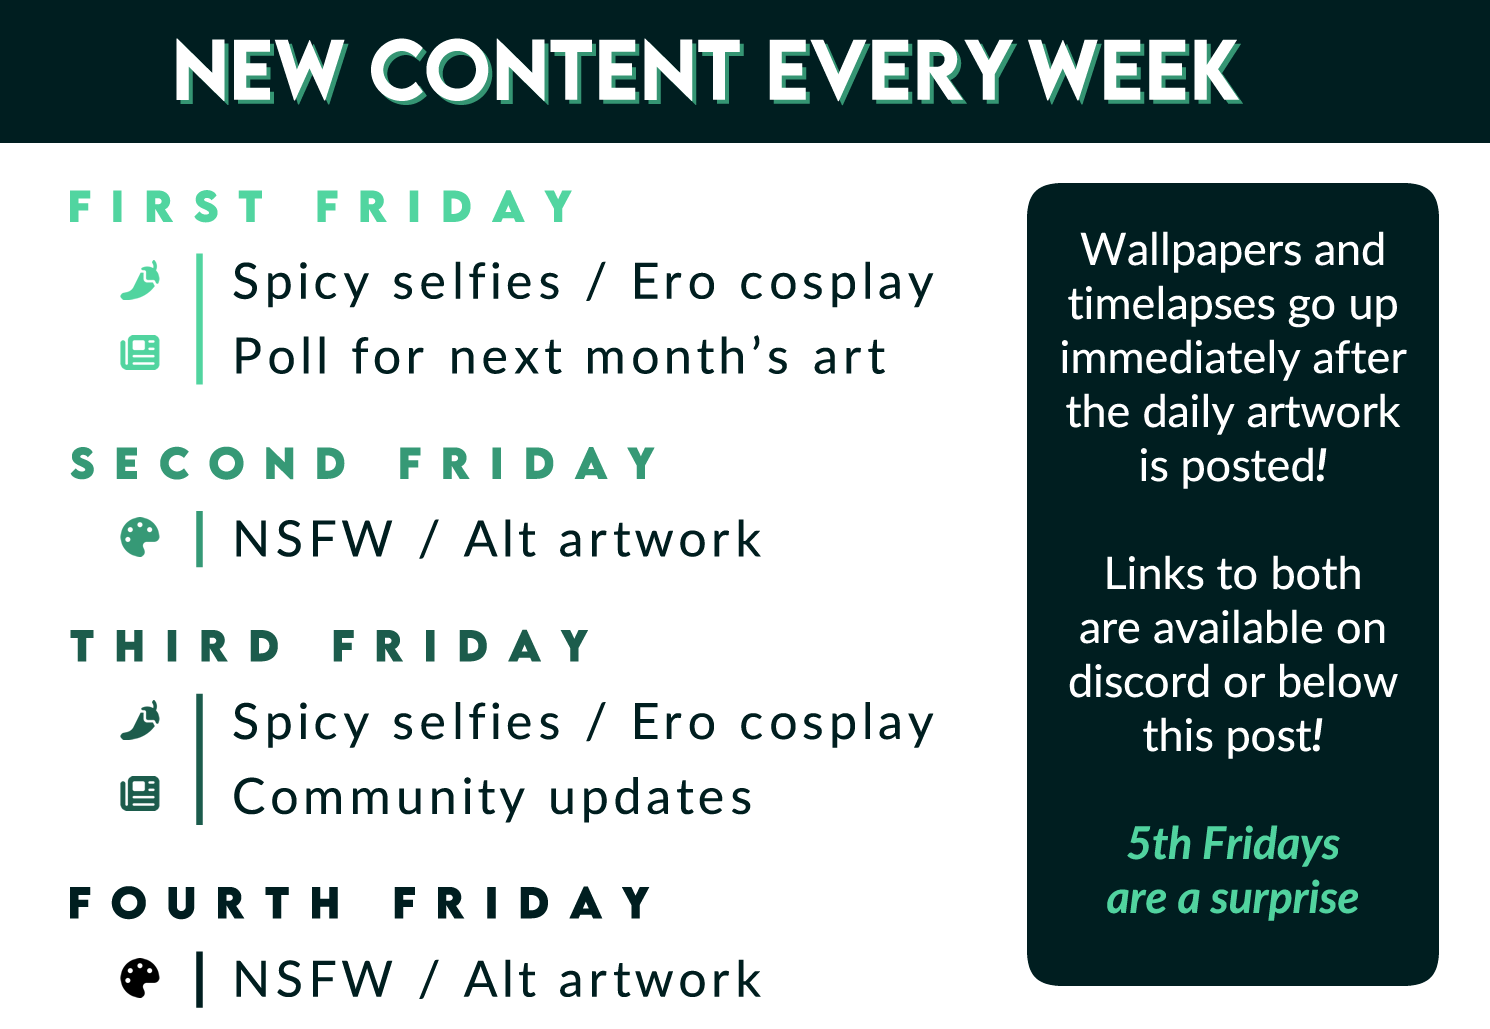 NEW CONTENT EVERY WEEK
FIRST FRIDAY
Spicy selfies / Ero cosplay
Poll for next month’s art
SECOND FRIDAY
NSFW / Alt artwork
THIRD FRIDAY
Spicy selfies / Ero cosplay
Community updates
FOURTH FRIDAY
NSFW / Alt artwork
Wallpapers and
timelapses go up
immediately after
the daily artwork
is posted!
Links to both
are available on
discord or below
this post!
5th Fridays
are a surprise